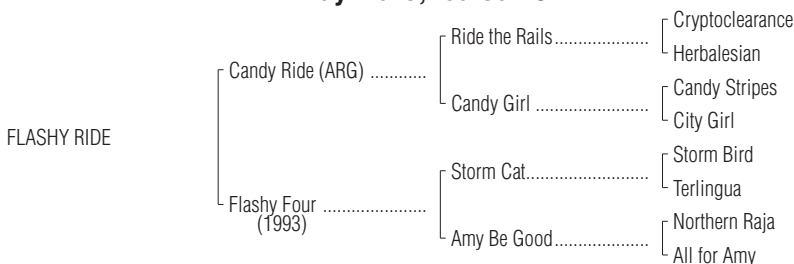 Cryptoclearance
Ride the Rails....................
Herbalesian
Candy Ride (ARG) ............
Candy Stripes
Candy Girl ........................
City Girl
FLASHY RIDE
Storm Bird
Storm Cat..........................
Terlingua
Flashy Four ......................
(1993)
Northern Raja
Amy Be Good....................
All for Amy